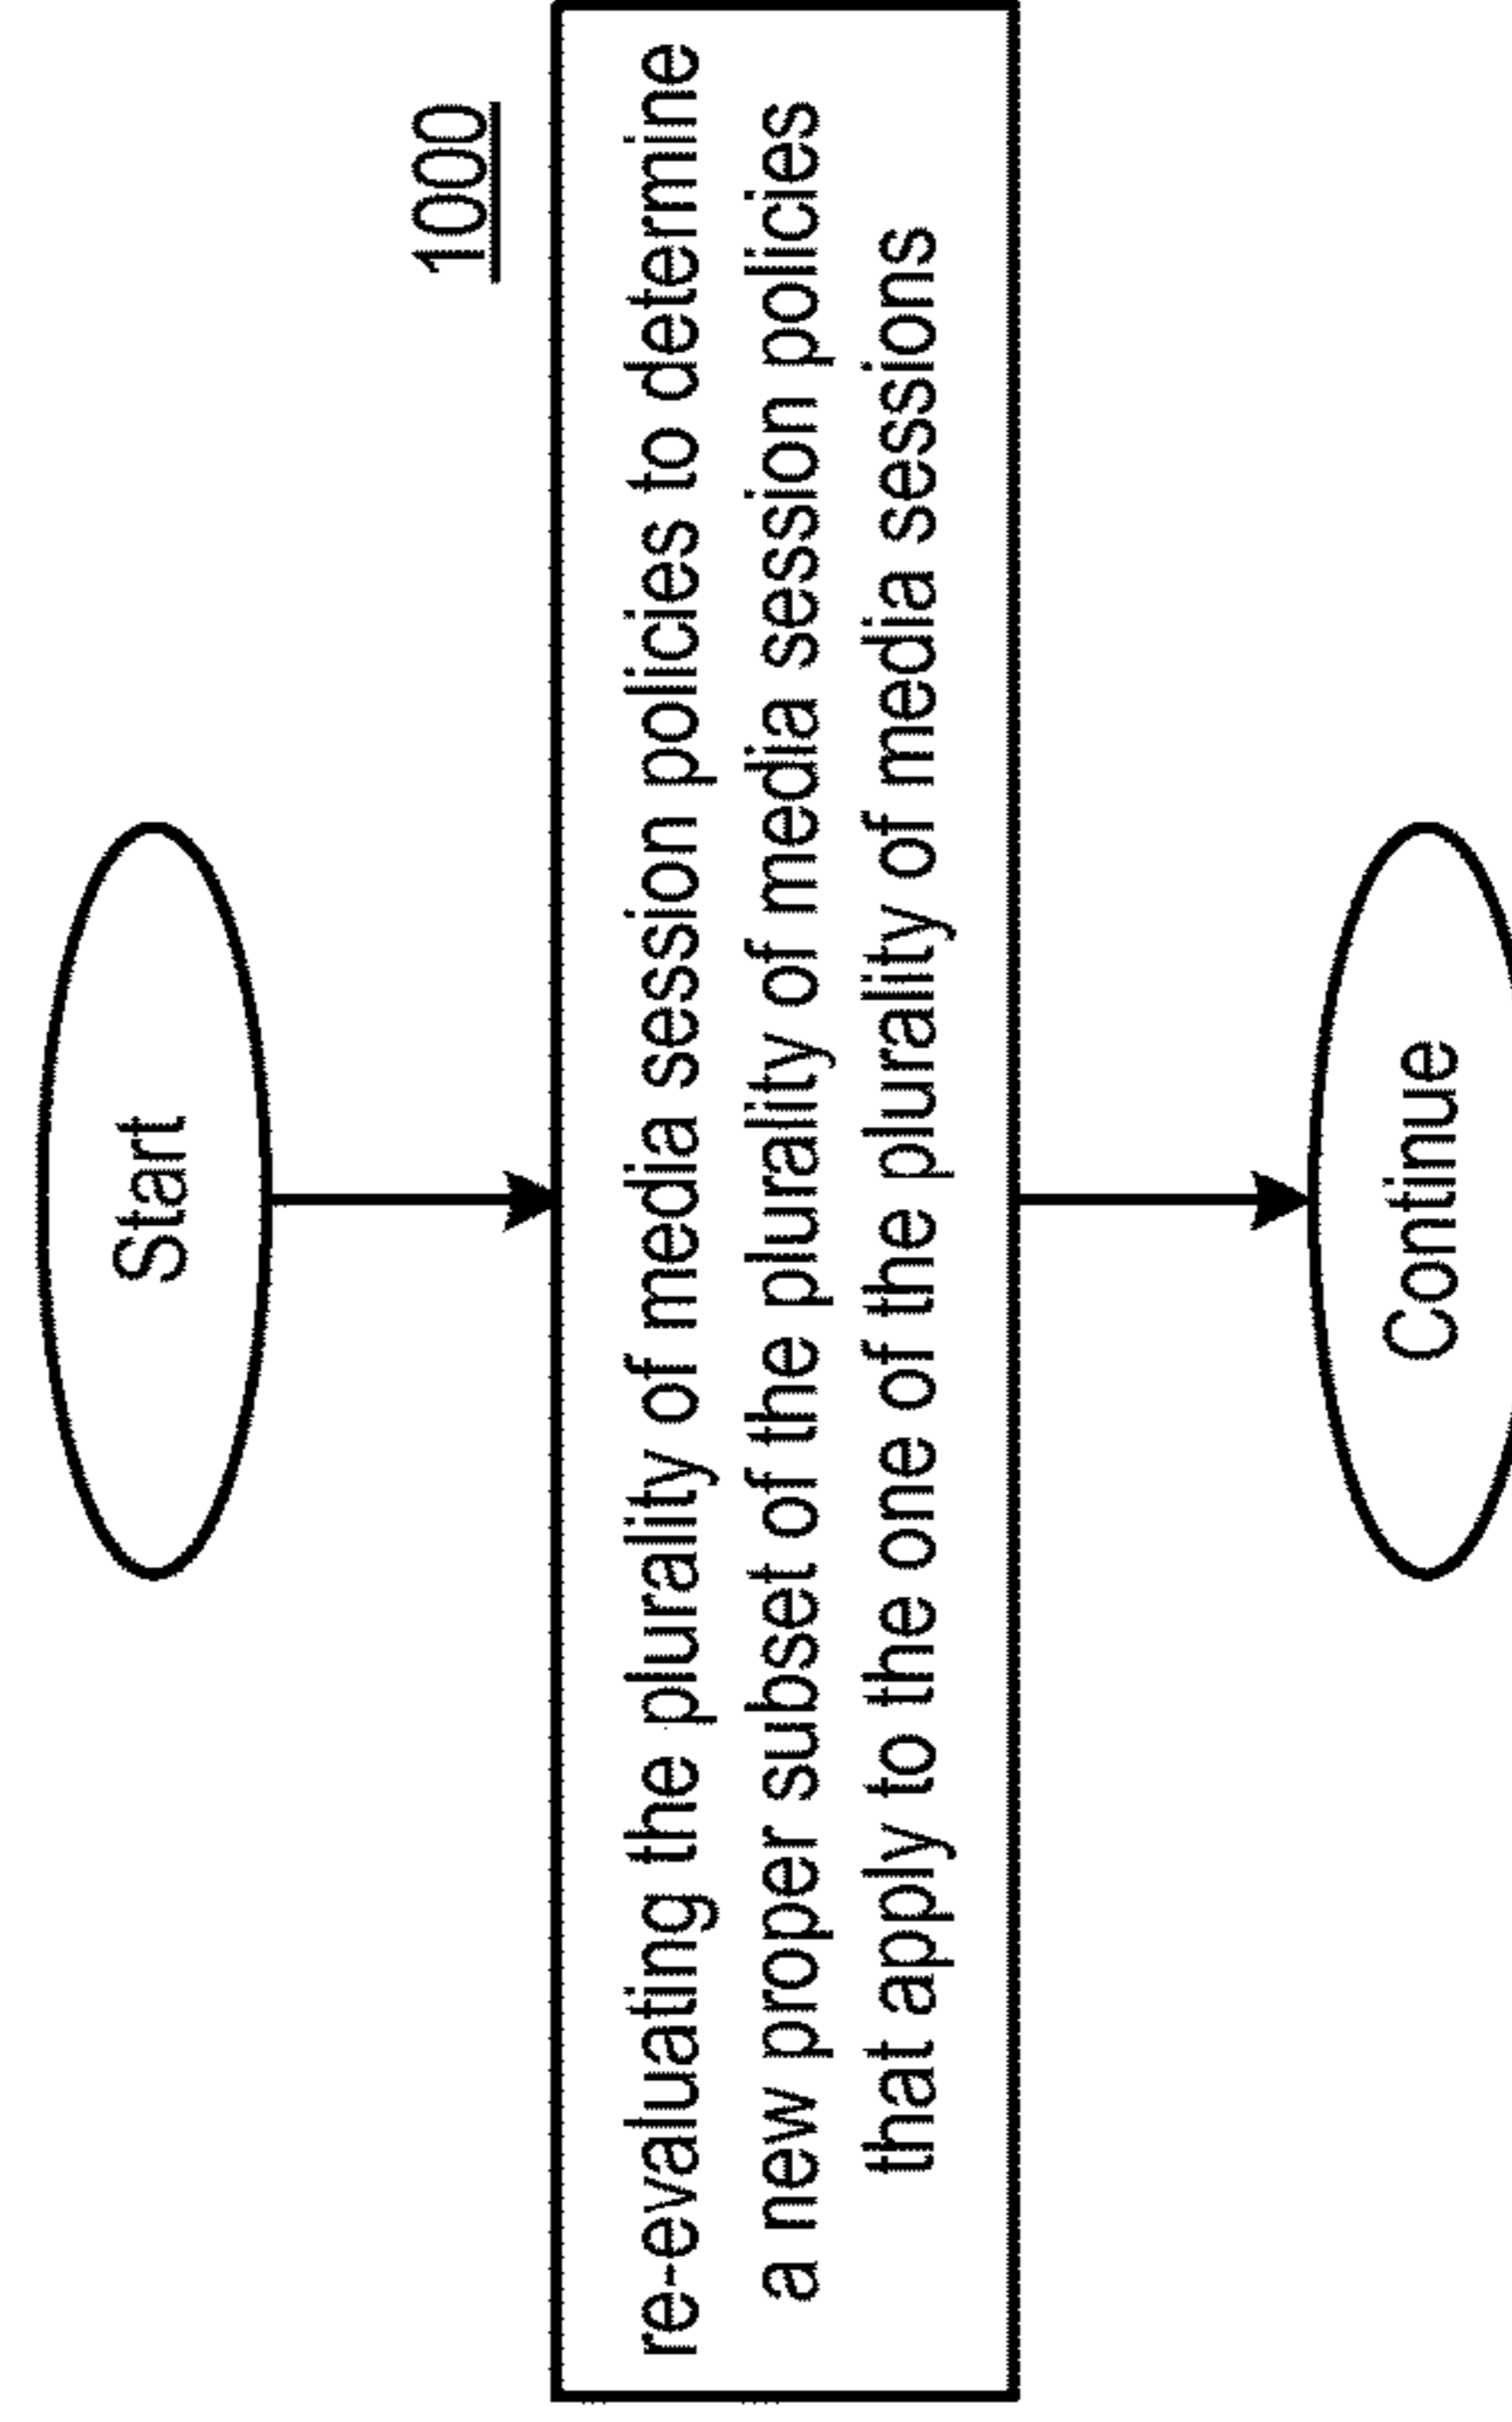 Start
1000
re-evaluating the plurality of media session policies to determine
a new proper subset of the plurality of media session policies
that apply to the one of the plurality of media sessions
Continue